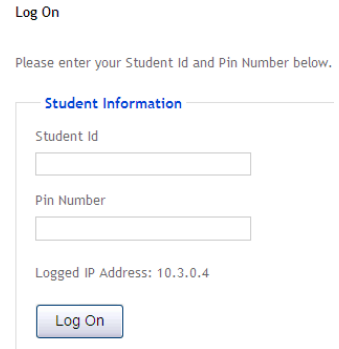 Log On
Please enter your Student Id and Pin Number below.
Student Information
Student Id
Pin Number
Logged IP Address: 10.3.0.4
Log On